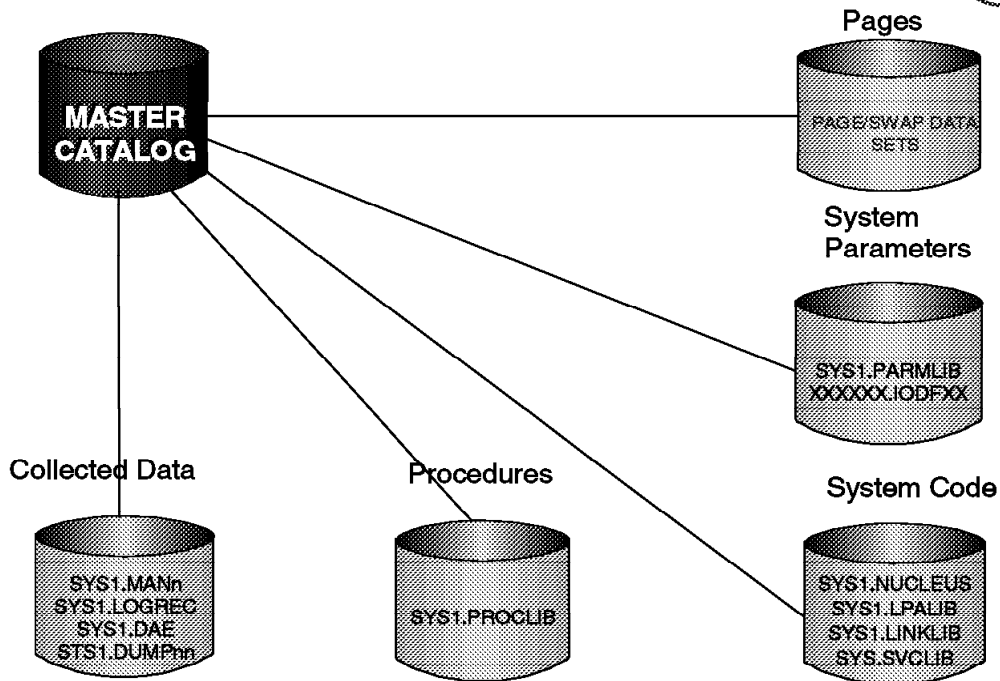 Pages
MASTER
CATALOG
PAGE/SWAP DATA
SETS
System
Parameters
SYS1.PARMLIB
XXXXXX.IODFXX
Collected Data
Procedures
System Code
SYS1.MANn
SYS1.LOGREC
SYS1.DAE
STS1.DUMPnn
SYS1.PROCLIB
SYS1.NUCLEUS
SYS1.LPALIB
SYS1.LINKLIB
SYS.SVCLIB